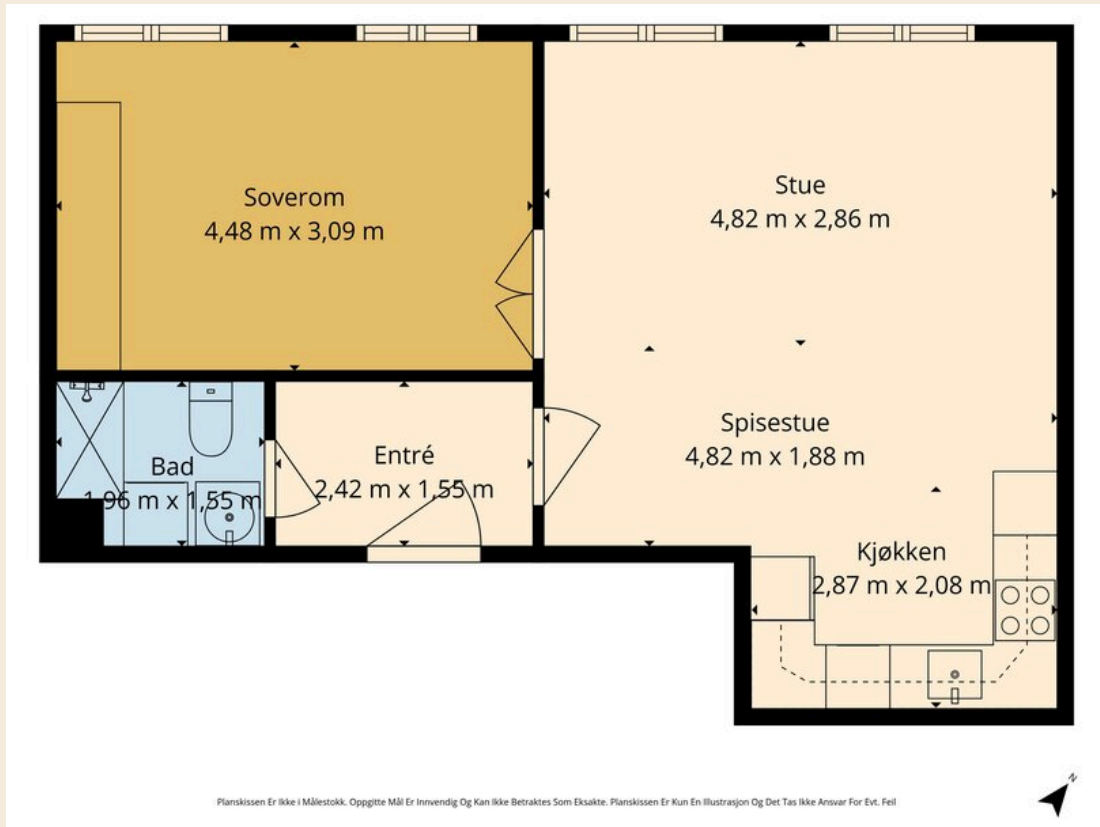 Soverom
4,48 m x 3,09 m
Stue
4,82 m x 2,86 m
Spisestue
4,82 m x 1,88 m
Bad
1,96 m x 1,55 m
Entré
2,42 m x 1,55 m
Kjøkken
2,87 m x 2,08 m
N
Planskissen Er Ikke i Målestokk. Oppgitte Mål Er Innvendig Og Kan Ikke Betraktes Som Eksakte. Planskissen Er Kun En Illustrasjon Og Det Tas Ikke Ansvar For Evt. Feil